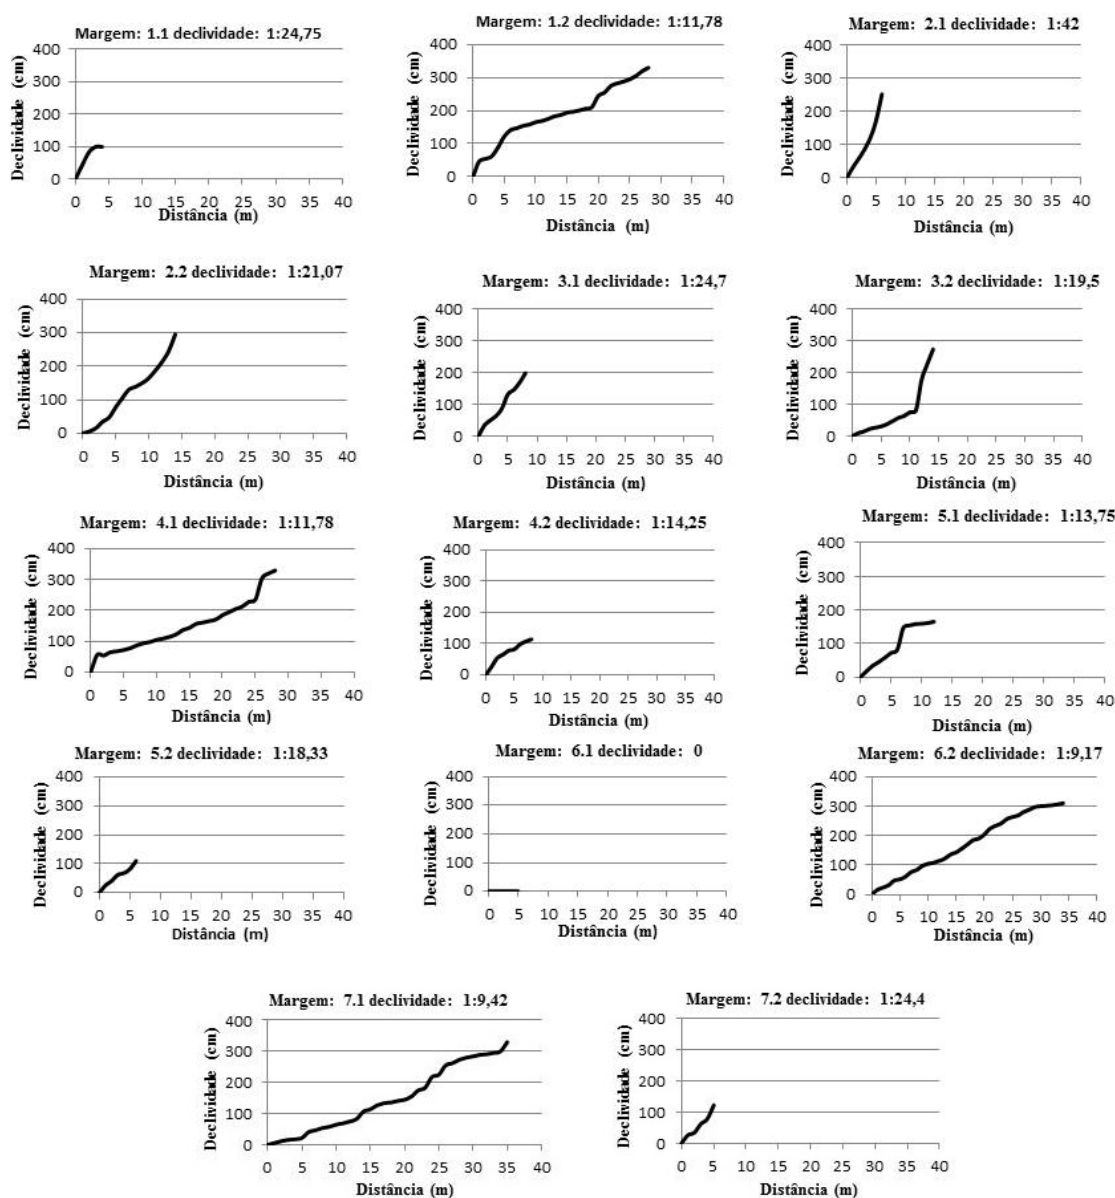 Margem: 1.1 declividade: 1:24,75
Declividade (cm)
400
300
200
100
0
0 5 10 15 20 25 30 35 40
Distância (m)
Margem: 1.2 declividade: 1:11,78
Declividade (cm)
400
300
200
100
0
0 5 10 15 20 25 30 35 40
Distância (m)
Margem: 2.1 declividade: 1:42
Declividade (cm)
400
300
200
100
0
0 5 10 15 20 25 30 35 40
Distância (m)
Margem: 2.2 declividade: 1:21,07
Declividade (cm)
400
300
200
100
0
0 5 10 15 20 25 30 35 40
Distância (m)
Margem: 3.1 declividade: 1:24,7
Declividade (cm)
400
300
200
100
0
0 5 10 15 20 25 30 35 40
Distância (m)
Margem: 3.2 declividade: 1:19,5
Declividade (cm)
400
300
200
100
0
0 5 10 15 20 25 30 35 40
Distância (m)
Margem: 4.1 declividade: 1:11,78
Declividade (cm)
400
300
200
100
0
0 5 10 15 20 25 30 35 40
Distância (m)
Margem: 4.2 declividade: 1:14,25
Declividade (cm)
400
300
200
100
0
0 5 10 15 20 25 30 35 40
Distância (m)
Margem: 5.1 declividade: 1:13,75
Declividade (cm)
400
300
200
100
0
0 5 10 15 20 25 30 35 40
Distância (m)
Margem: 5.2 declividade: 1:18,33
Declividade (cm)
400
300
200
100
0
0 5 10 15 20 25 30 35 40
Distância (m)
Margem: 6.1 declividade: 0
Declividade (cm)
400
300
200
100
0
0 5 10 15 20 25 30 35 40
Distância (m)
Margem: 6.2 declividade: 1:9,17
Declividade (cm)
400
300
200
100
0
0 5 10 15 20 25 30 35 40
Distância (m)
Margem: 7.1 declividade: 1:9,42
Declividade (cm)
400
300
200
100
0
0 5 10 15 20 25 30 35 40
Distância (m)
Margem: 7.2 declividade: 1:24,4
Declividade (cm)
400
300
200
100
0
0 5 10 15 20 25 30 35 40
Distância (m)